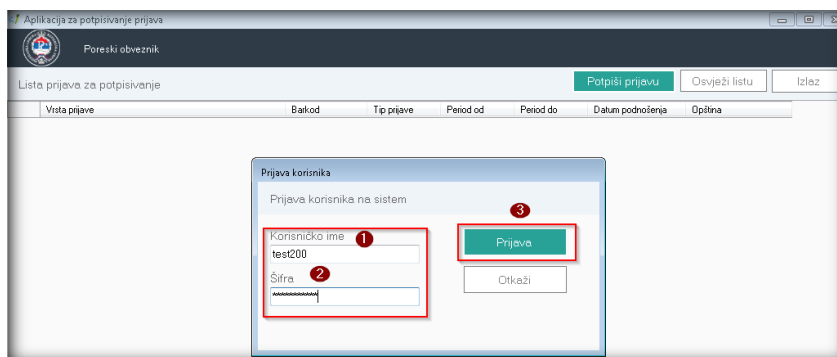 Aplikacija za potpisivanje prijava
Poreski obveznik
Lista prijava za potpisivanje
Potpiši prijavu
Osvježi listu
Izlaz
Vrsta prijave Barkod Tip prijave Period od Period do Datum podnošenja Opština
Prijava korisnika
Prijava korisnika na sistem
3
Korisničko ime 1
Prijava
test200
Šifra 2
Otkaži
***********